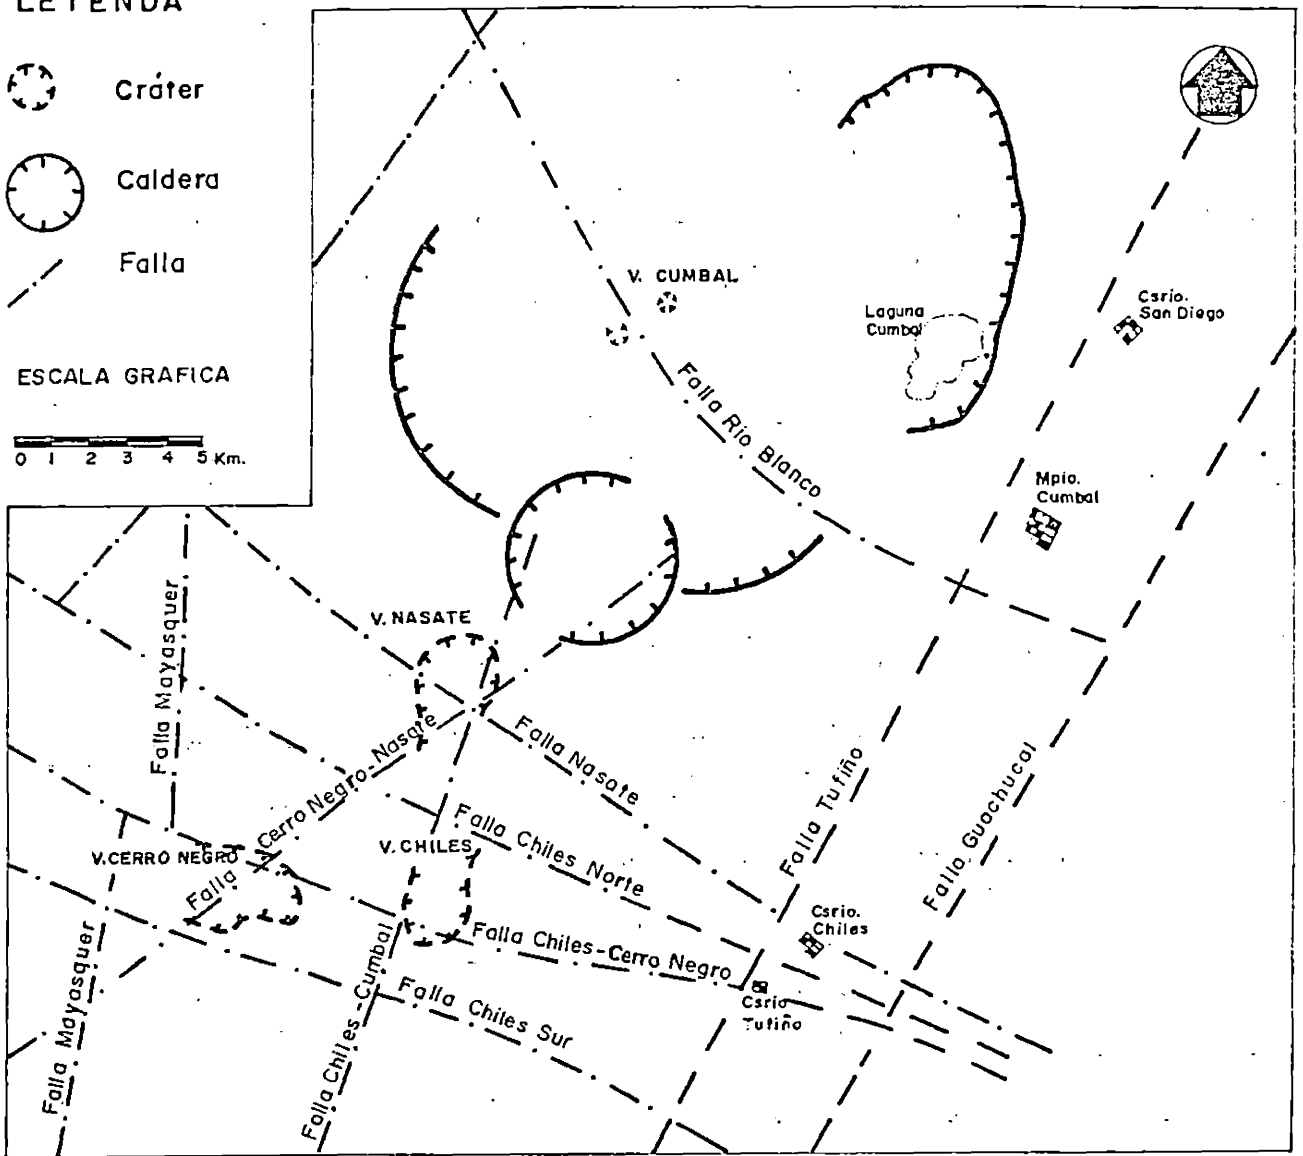 LEYENDA
Cráter
Caldera
Falla
ESCALA GRAFICA
0 1 2 3 4 5 Km.
V. CUMBAL
Laguna
Cumbal
Csrio.
San Diego
Falla Rio Blanco
Mpio.
Cumbal
V. NASATE
Falla Mayasquer
Falla Cerro Negro-Nasate
Falla Nasate
Falla Tufiño
Falla Guachucal
V. CERRO NEGRO
V. CHILES
Falla Chiles Norte
Csrio.
Chiles
Falla Chiles-Cerro Negro
Csrio
Tufiño
Falla Mayasquer
Falla Chiles-Cumbal
Falla Chiles Sur